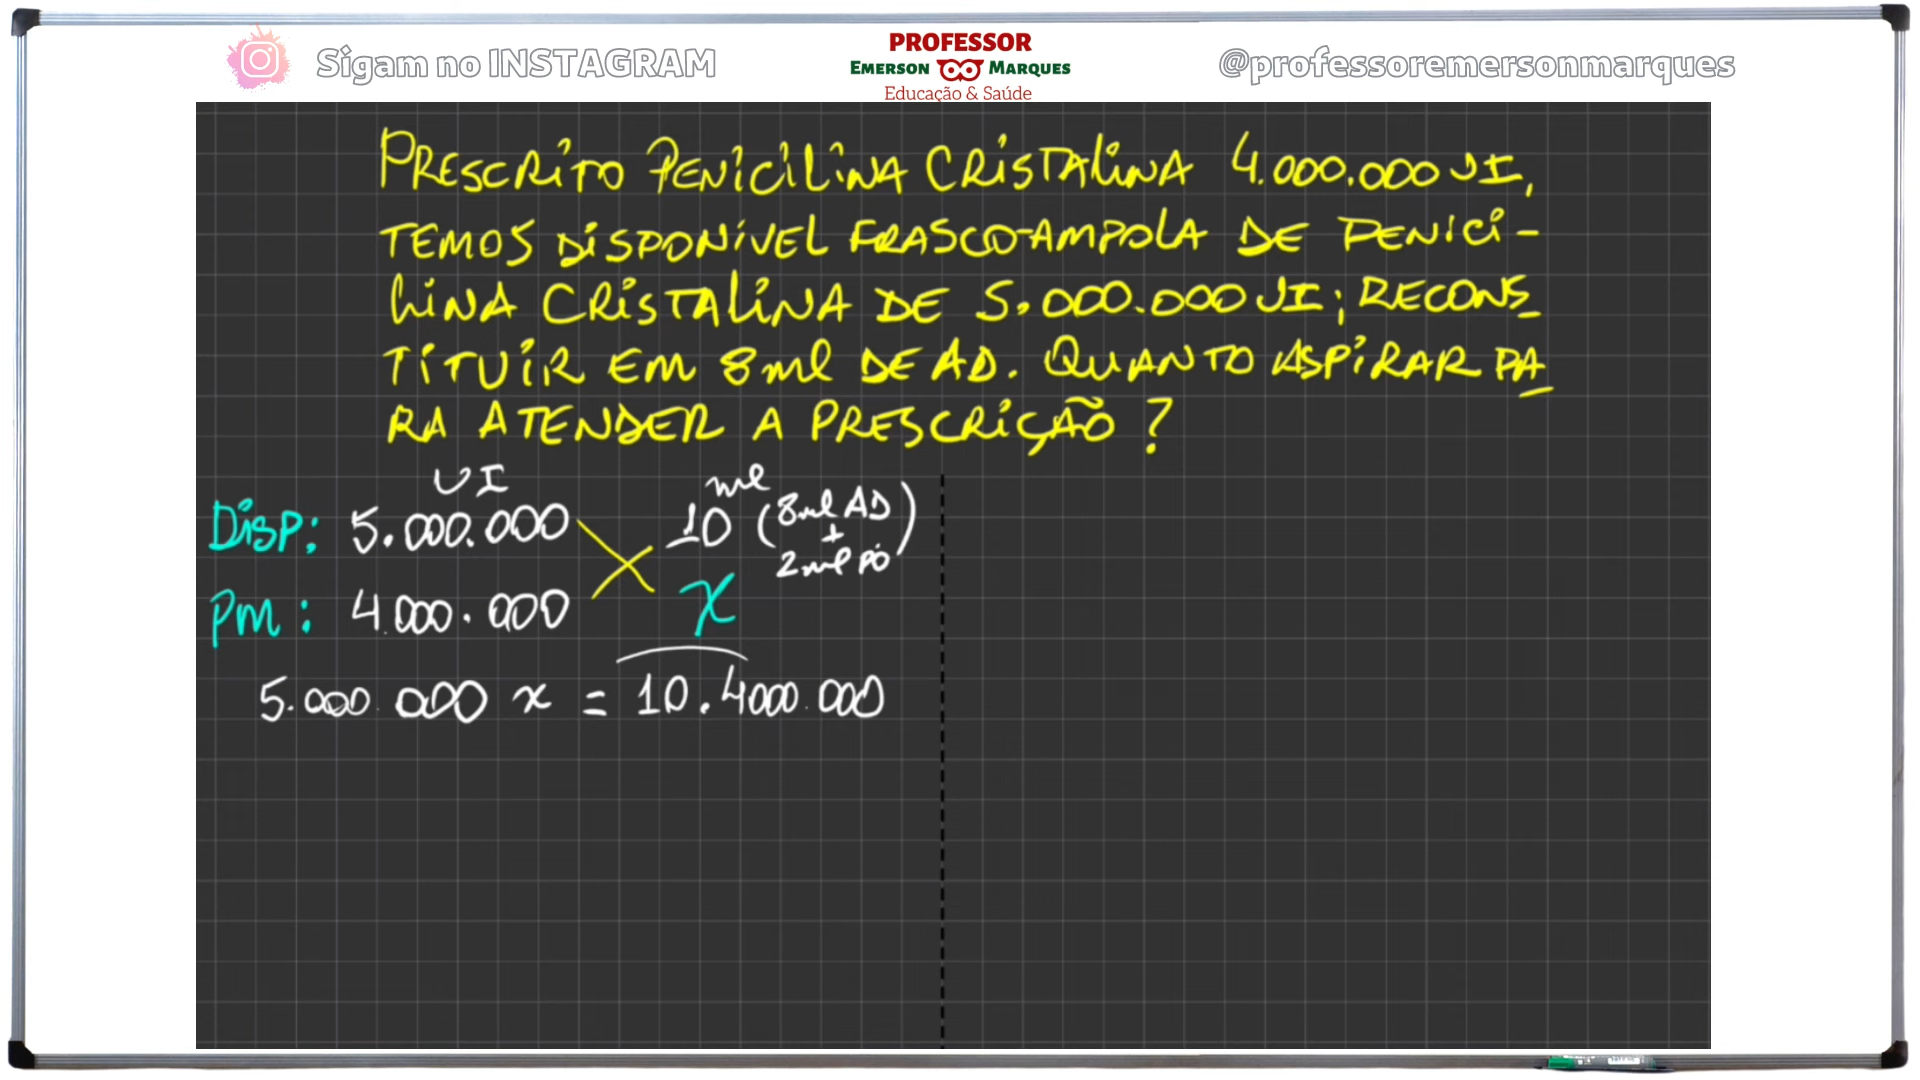 Sigam no INSTAGRAM
PROFESSOR
EMERSON MARQUES
Educação & Saúde
@professoremersonmarques
PRESCRITO PENICILINA CRISTALINA 4.000.000 UI,
TEMOS DISPONÍVEL FRASCO-AMPOLA DE PENICI-
LINA CRISTALINA DE 5.000.000 UI; RECONS
TITUIR EM 8ml DE AD. QUANTO ASPIRAR PA
RA ATENDER A PRESCRIÇÃO?
UI ml
DISP: 5.000.000 10 (8ml AD + 2ml PÓ)
PM: 4.000.000 x
5.000.000 x = 10.4000.000